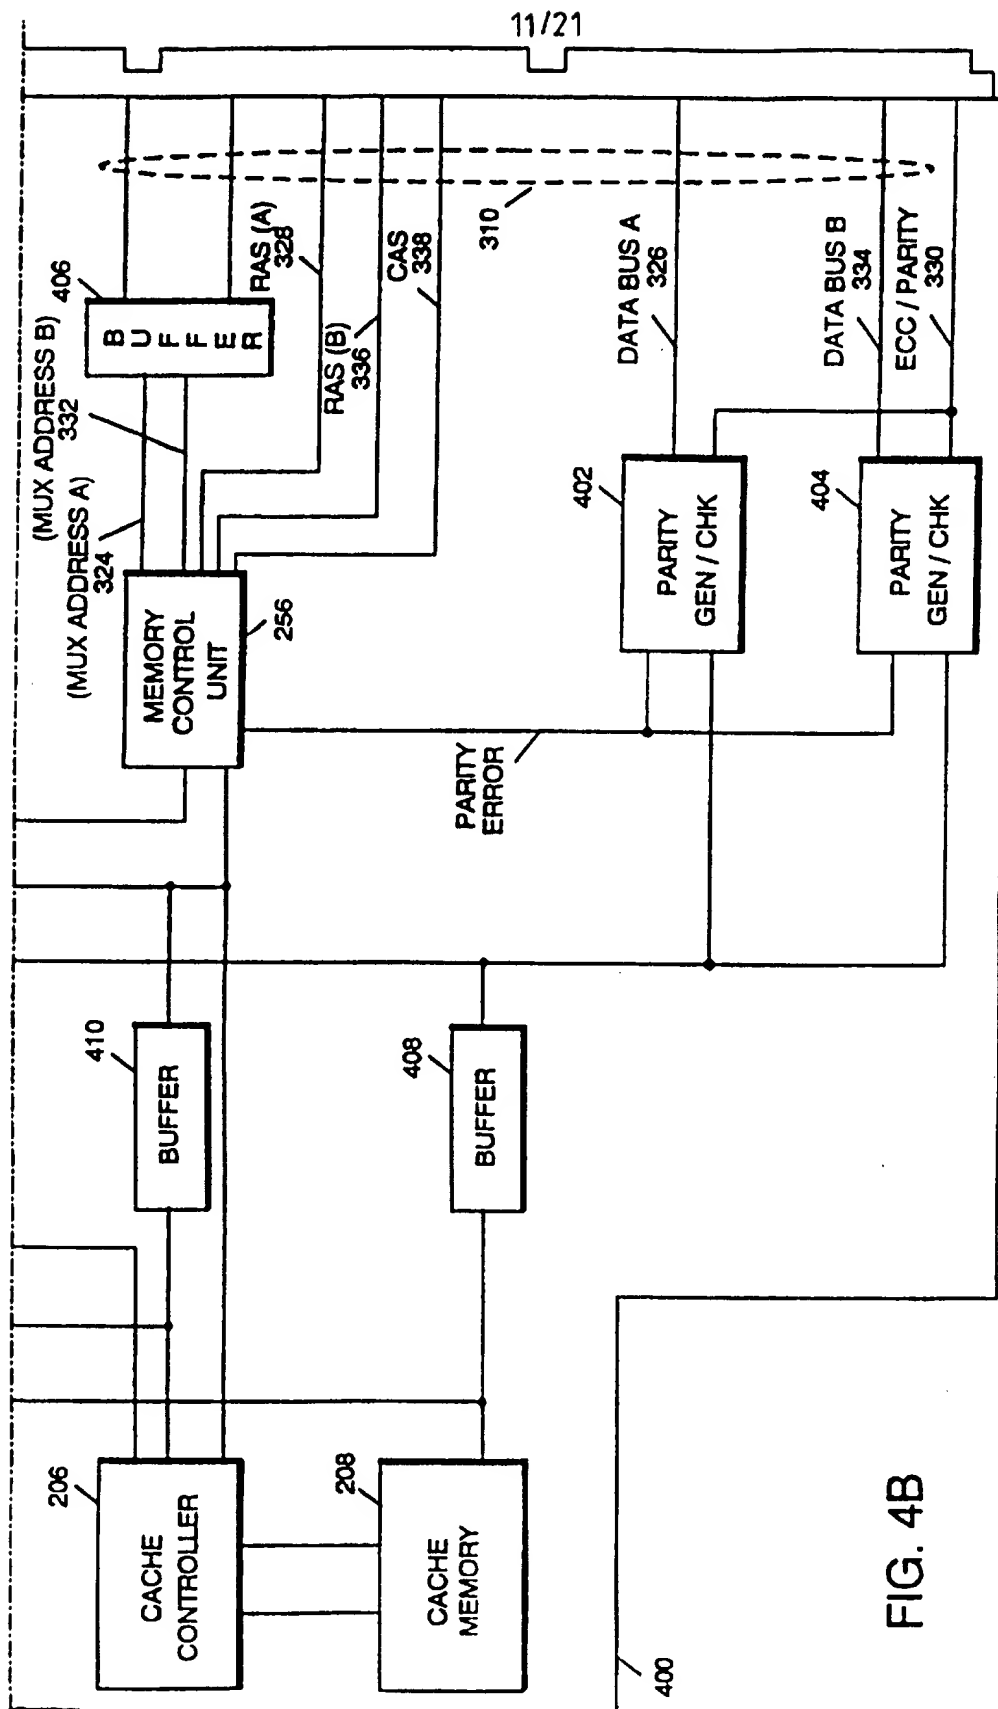 11/21
(MUX ADDRESS B)
332
(MUX ADDRESS A)
324
406
BUFFER
RAS (A)
328
RAS (B)
336
CAS
338
310
DATA BUS A
326
DATA BUS B
334
ECC / PARITY
330
MEMORY
CONTROL
UNIT
256
402
PARITY
GEN / CHK
404
PARITY
GEN / CHK
PARITY
ERROR
410
BUFFER
408
BUFFER
206
CACHE
CONTROLLER
208
CACHE
MEMORY
400
FIG. 4B